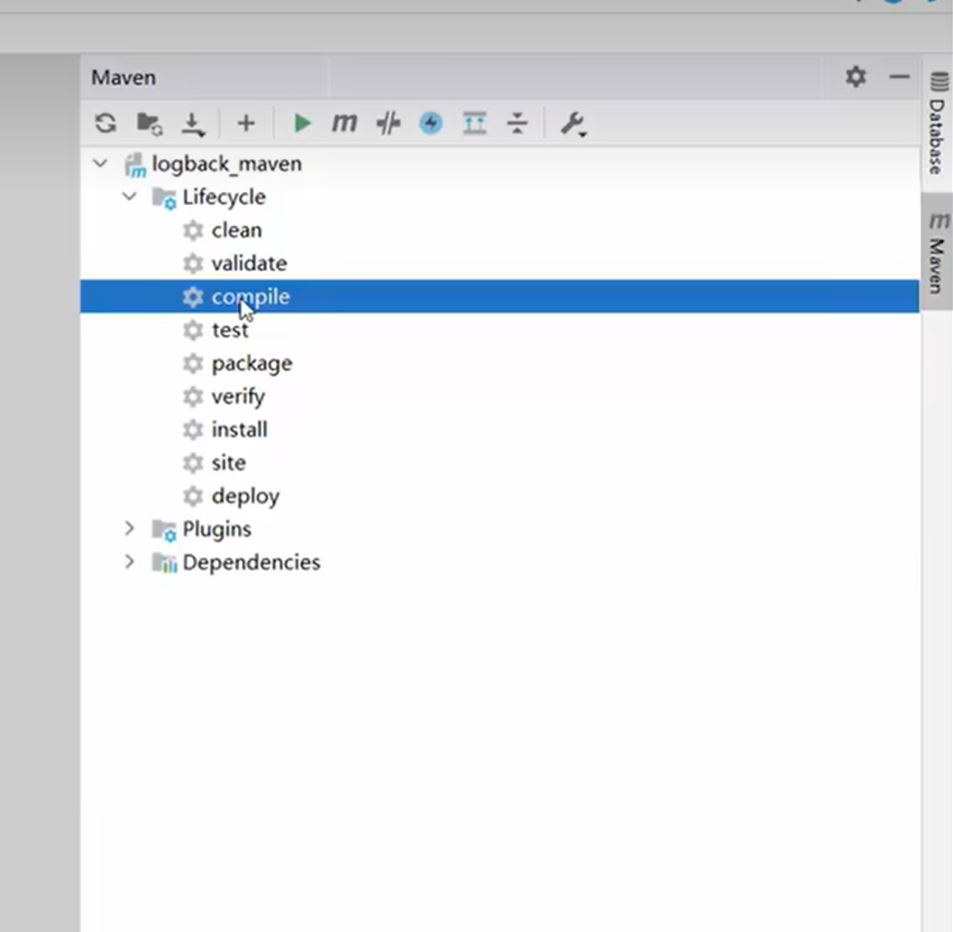 Maven
m
logback_maven
Lifecycle
clean
validate
compile
test
package
verify
install
site
deploy
Plugins
Dependencies
Database
m
Maven